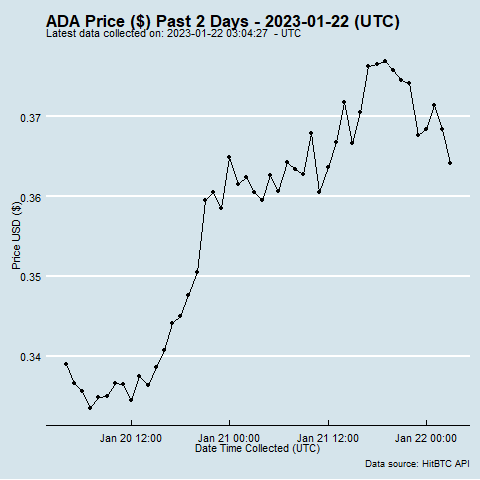 ADA Price ($) Past 2 Days - 2023-01-22 (UTC)
Latest data collected on: 2023-01-22 03:04:27  - UTC
Price USD ($)
0.37
0.36
0.35
0.34
Jan 20 12:00
Jan 21 00:00
Jan 21 12:00
Jan 22 00:00
Date Time Collected (UTC)
Data source: HitBTC API